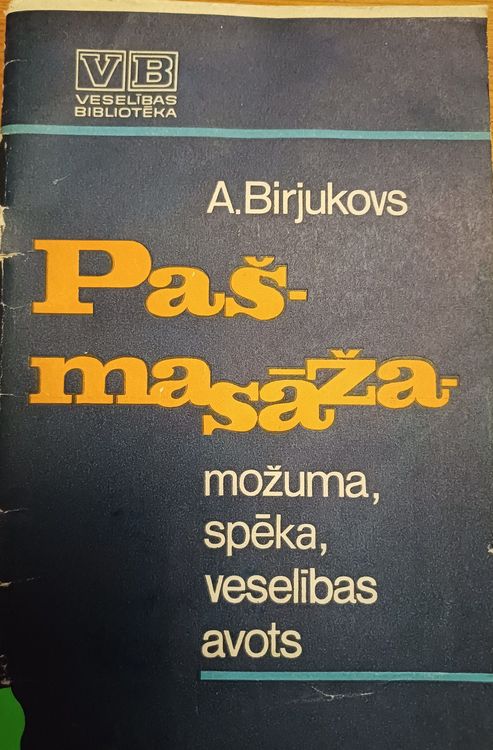 VB
VESELĪBAS
BIBLIOTĒKA
A.Birjukovs
Paš-
masāža-
možuma,
spēka,
veselības
avots